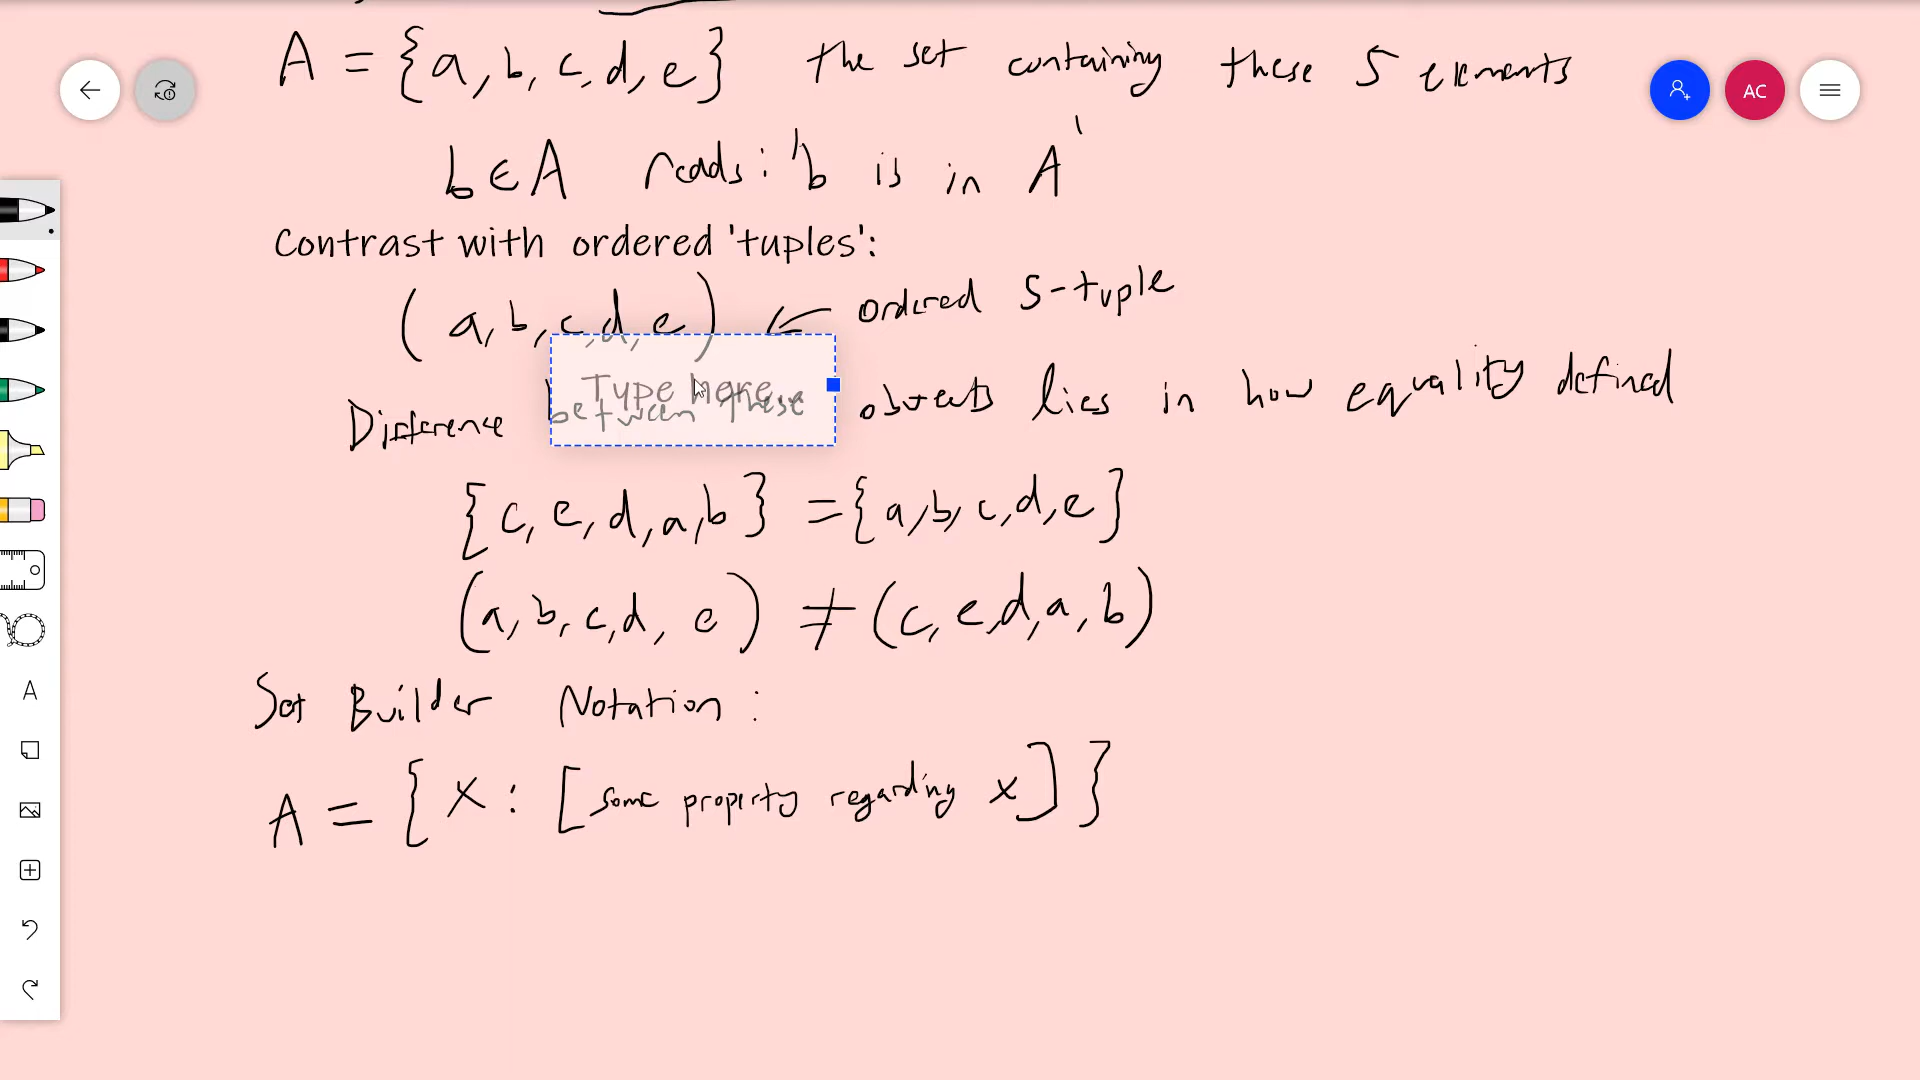 A = {a, b, c, d, e} the set containing these 5 elements
AC
b ∈ A reads: 'b is in A'
Contrast with ordered 'tuples':
(a, b, c, d, e) ← ordered 5-tuple
Type here...
Difference between these objects lies in how equality defined
{c, e, d, a, b} = {a, b, c, d, e}
(a, b, c, d, e) ≠ (c, e, d, a, b)
Set Builder Notation:
A
A = {x : [some property regarding x]}